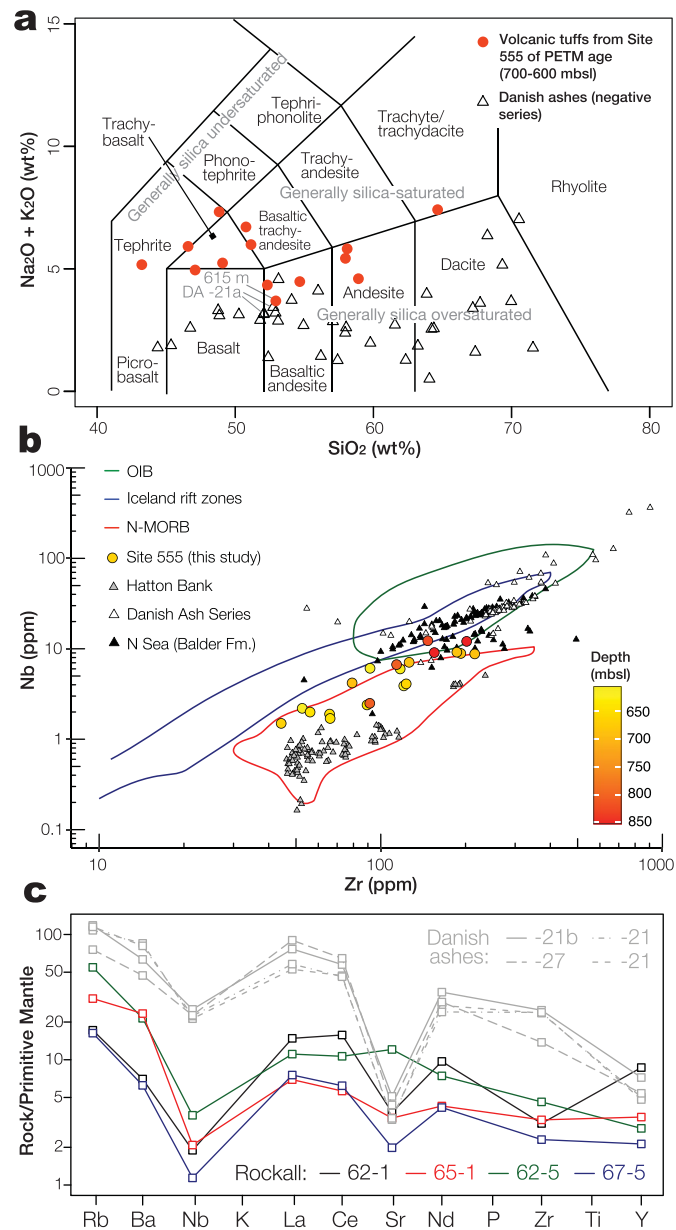 a
15
10
5
0
Na2O + K2O (wt%)
40
50
60
70
80
SiO2 (wt%)
Volcanic tuffs from Site
555 of PETM age
(700-600 mbsl)
Danish ashes (negative
series)
Generally silica undersaturated
Trachy-
basalt
Tephri-
phonolite
Trachyte/
trachydacite
Phono-
tephrite
Trachy-
andesite
Generally silica-saturated
Rhyolite
Tephrite
Basaltic
trachy-
andesite
615 m
DA -21a
Andesite
Dacite
Generally silica oversaturated
Picro-
basalt
Basalt
Basaltic
andesite
b
1000
100
10
1
0.1
Nb (ppm)
OIB
Iceland rift zones
N-MORB
Site 555 (this study)
Hatton Bank
Danish Ash Series
N Sea (Balder Fm.)
Depth
(mbsl)
650
700
750
800
850
10
100
1000
Zr (ppm)
c
100
50
20
10
5
2
1
Rock/Primitive Mantle
Danish
ashes:
-21b
-21
-27
-21
Rockall:
62-1
65-1
62-5
67-5
Rb
Ba
Nb
K
La
Ce
Sr
Nd
P
Zr
Ti
Y